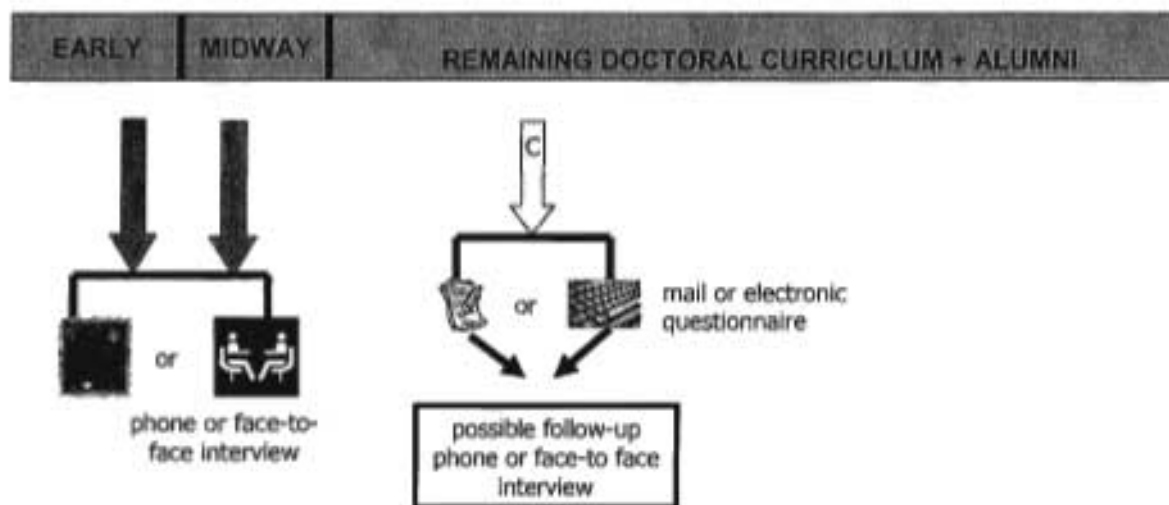 EARLY
MIDWAY
REMAINING DOCTORAL CURRICULUM + ALUMNI
C
or
mail or electronic
questionnaire
or
phone or face-to-
face interview
possible follow-up
phone or face-to face
interview